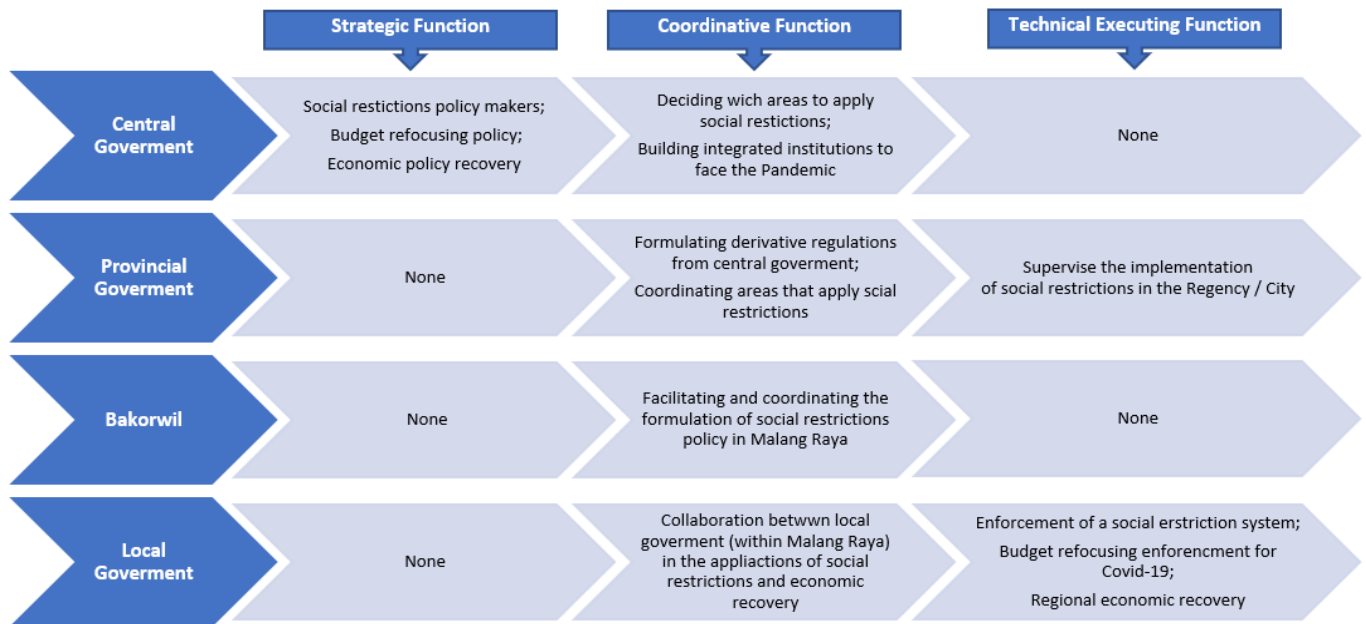 Strategic Function
Coordinative Function
Technical Executing Function
Central
Goverment
Social restictions policy makers;
Budget refocusing policy;
Economic policy recovery
Deciding wich areas to apply
social restictions;
Building integrated institutions to
face the Pandemic
None
Provincial
Goverment
None
Formulating derivative regulations
from central goverment;
Coordinating areas that apply scial
restrictions
Supervise the implementation
of social restrictions in the Regency / City
Bakorwil
None
Facilitating and coordinating the
formulation of social restrictions
policy in Malang Raya
None
Local
Goverment
None
Collaboration betwwn local
goverment (within Malang Raya)
in the appliactions of social
restrictions and economic
recovery
Enforcement of a social erstriction system;
Budget refocusing enforencment for
Covid-19;
Regional economic recovery